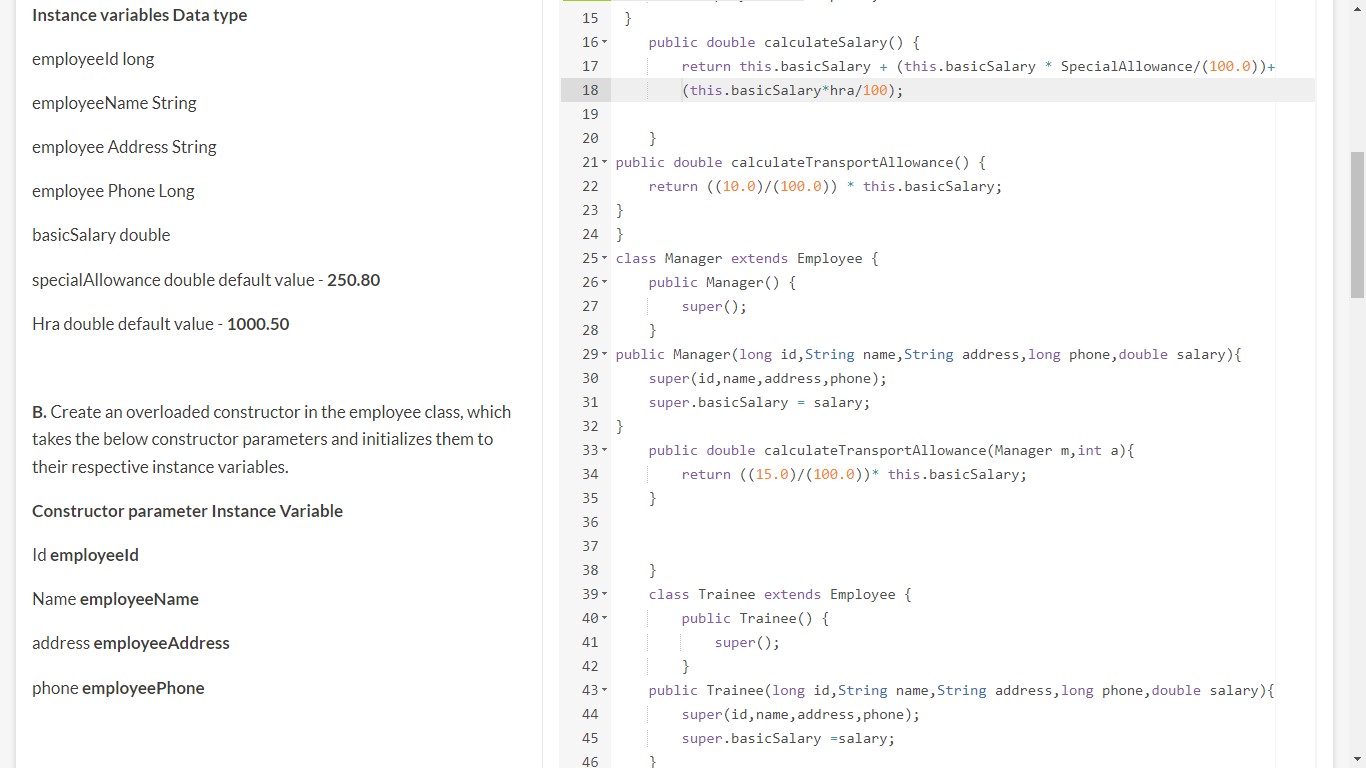 Instance variables Data type
employeeId long
employeeName String
employee Address String
employee Phone Long
basicSalary double
specialAllowance double default value - 250.80
Hra double default value - 1000.50
B. Create an overloaded constructor in the employee class, which
takes the below constructor parameters and initializes them to
their respective instance variables.
Constructor parameter Instance Variable
Id employeeId
Name employeeName
address employeeAddress
phone employeePhone
15 }
16 public double calculateSalary() {
17 return this.basicSalary + (this.basicSalary * SpecialAllowance/(100.0))+
18 (this.basicSalary*hra/100);
19
20 }
21 public double calculateTransportAllowance() {
22 return ((10.0)/(100.0)) * this.basicSalary;
23 }
24 }
25 class Manager extends Employee {
26 public Manager() {
27 super();
28 }
29 public Manager(long id,String name,String address,long phone,double salary){
30 super(id,name,address,phone);
31 super.basicSalary = salary;
32 }
33 public double calculateTransportAllowance(Manager m,int a){
34 return ((15.0)/(100.0))* this.basicSalary;
35 }
36
37
38 }
39 class Trainee extends Employee {
40 public Trainee() {
41 super();
42 }
43 public Trainee(long id,String name,String address,long phone,double salary){
44 super(id,name,address,phone);
45 super.basicSalary =salary;
46 }